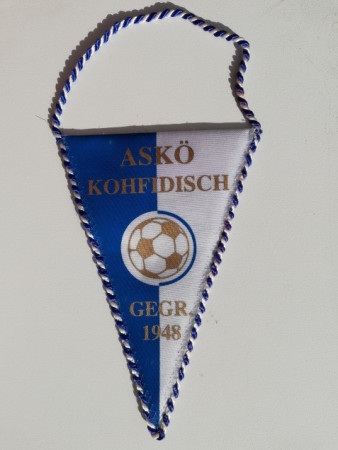 ASKÖ
KOHFIDISCH
GEGR.
1948